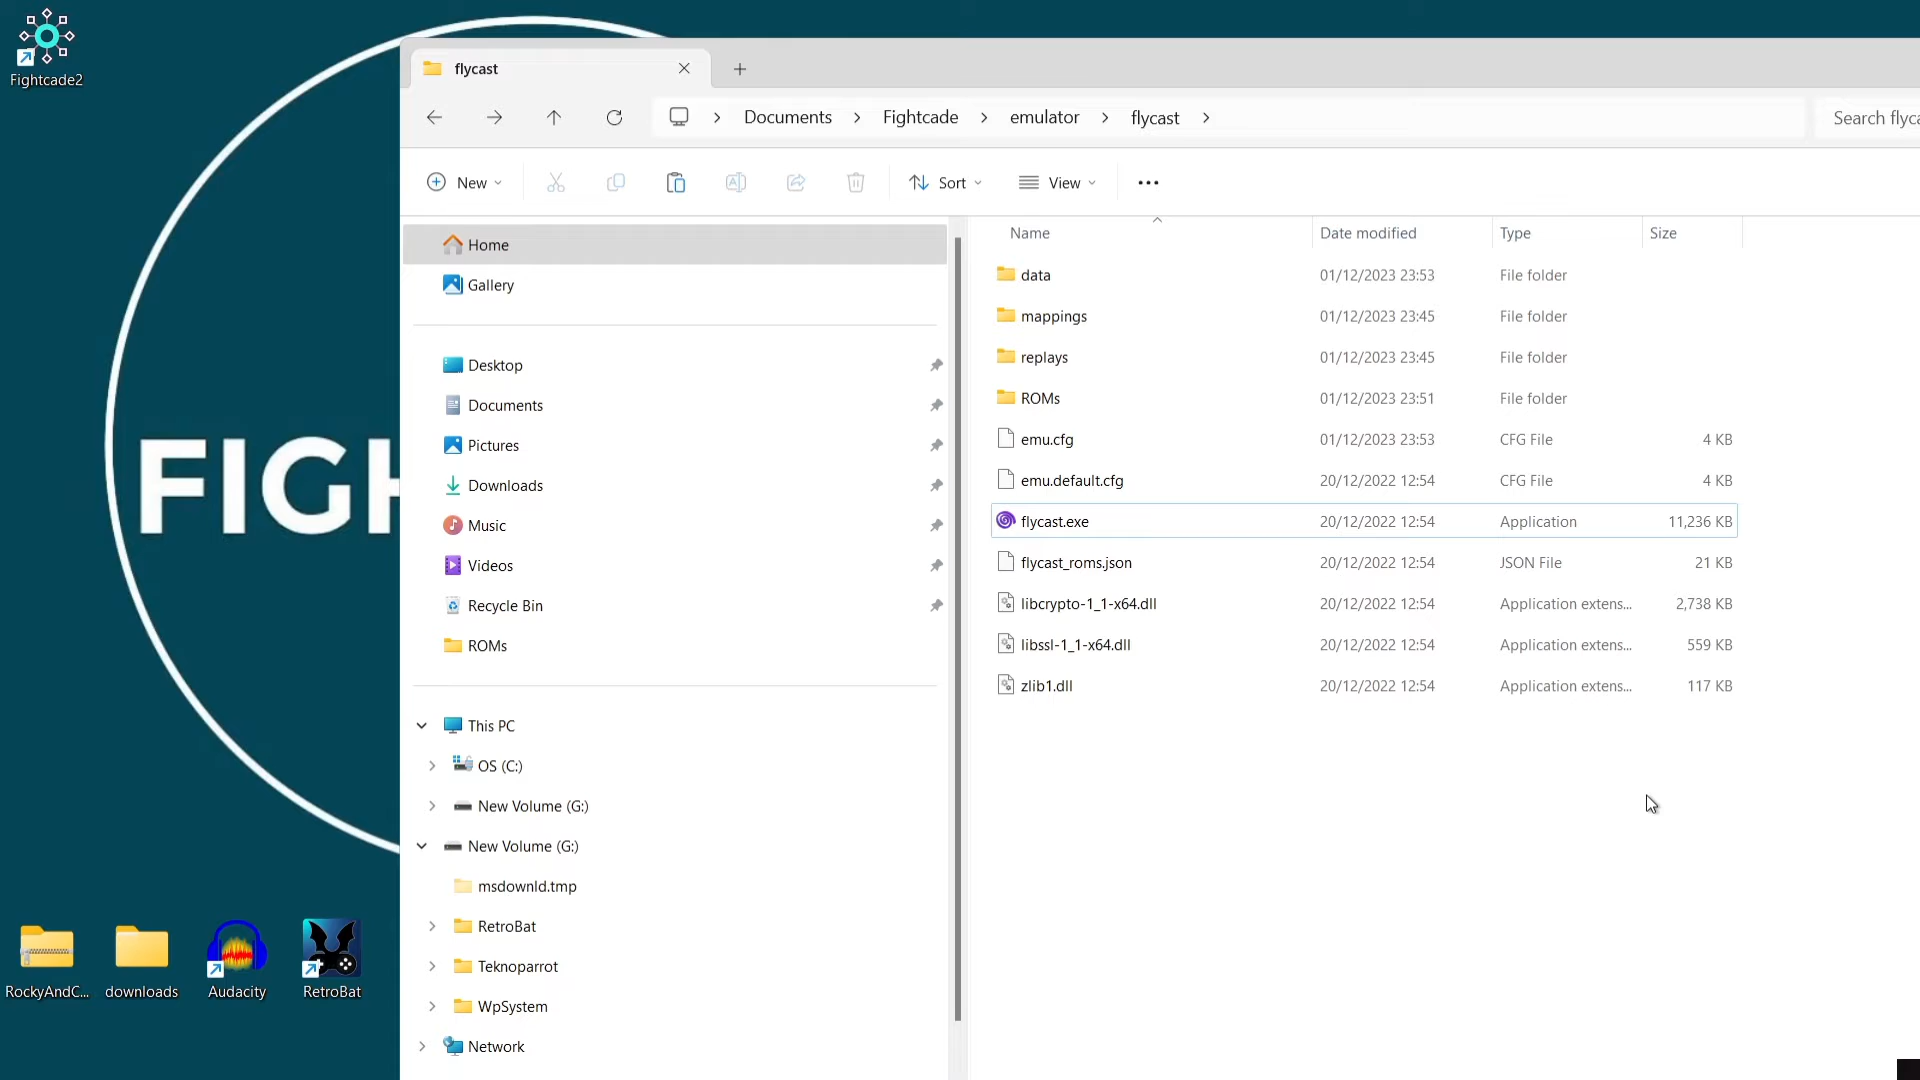 Fightcade2
flycast
Documents
Fightcade
emulator
flycast
New
Sort
View
Home
Gallery
Desktop
Documents
Pictures
Downloads
Music
Videos
Recycle Bin
ROMs
This PC
OS (C:)
New Volume (G:)
New Volume (G:)
msdownld.tmp
RetroBat
Teknoparrot
WpSystem
Network
Name Date modified Type Size
data 01/12/2023 23:53 File folder
mappings 01/12/2023 23:45 File folder
replays 01/12/2023 23:45 File folder
ROMs 01/12/2023 23:51 File folder
emu.cfg 01/12/2023 23:53 CFG File 4 KB
emu.default.cfg 20/12/2022 12:54 CFG File 4 KB
flycast.exe 20/12/2022 12:54 Application 11,236 KB
flycast_roms.json 20/12/2022 12:54 JSON File 21 KB
libcrypto-1_1-x64.dll 20/12/2022 12:54 Application extens... 2,738 KB
libssl-1_1-x64.dll 20/12/2022 12:54 Application extens... 559 KB
zlib1.dll 20/12/2022 12:54 Application extens... 117 KB
FIGH
RockyAndC...
downloads
Audacity
RetroBat
Search flyca